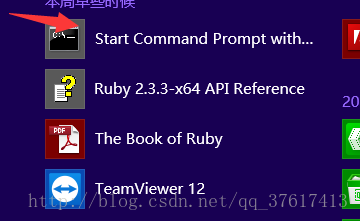 本周早些时候
Start Command Prompt with...
Ruby 2.3.3-x64 API Reference
The Book of Ruby
20
TeamViewer 12
http://blog.csdn.net/qq_37617413